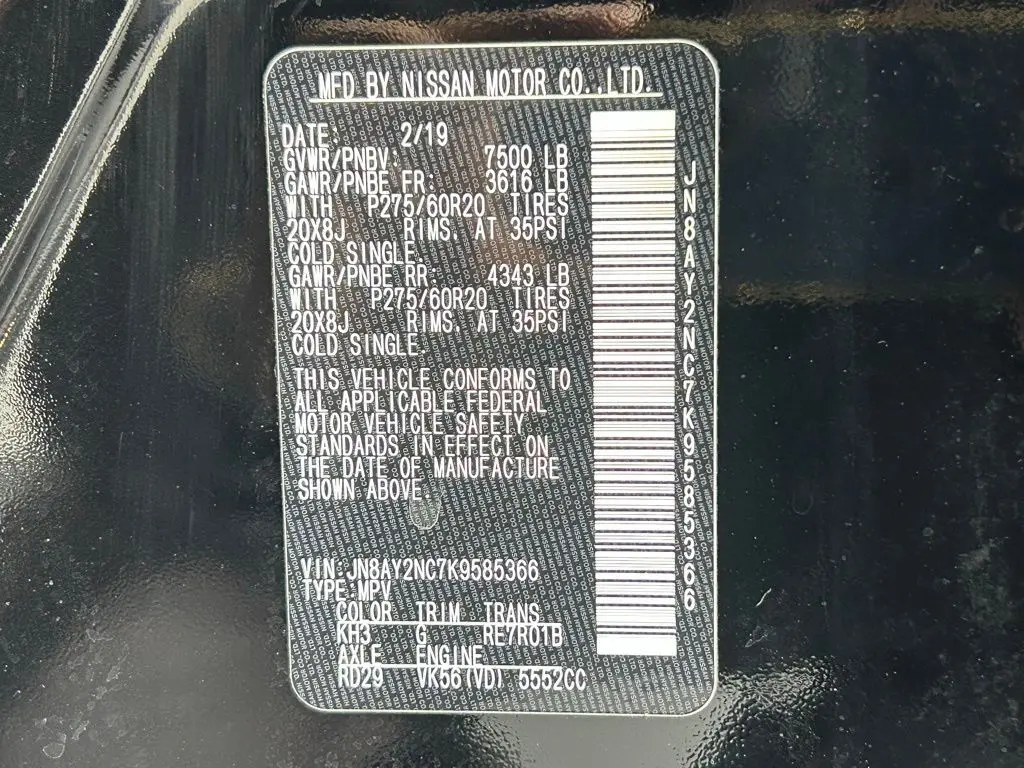 MFD BY NISSAN MOTOR CO.,LTD.
DATE: 2/19
GVWR/PNBV: 7500 LB
GAWR/PNBE FR: 3616 LB
WITH P275/60R20 TIRES
20X8J RIMS. AT 35PSI
COLD SINGLE.
GAWR/PNBE RR: 4343 LB
WITH P275/60R20 TIRES
20X8J RIMS. AT 35PSI
COLD SINGLE.
THIS VEHICLE CONFORMS TO
ALL APPLICABLE FEDERAL
MOTOR VEHICLE SAFETY
STANDARDS IN EFFECT ON
THE DATE OF MANUFACTURE
SHOWN ABOVE.
VIN:JN8AY2NC7K9585366
TYPE:MPV
COLOR TRIM TRANS
KH3 G RE7R01B
AXLE ENGINE
RD29 VK56(VD) 5552CC
JN8AY2NC7K9585366